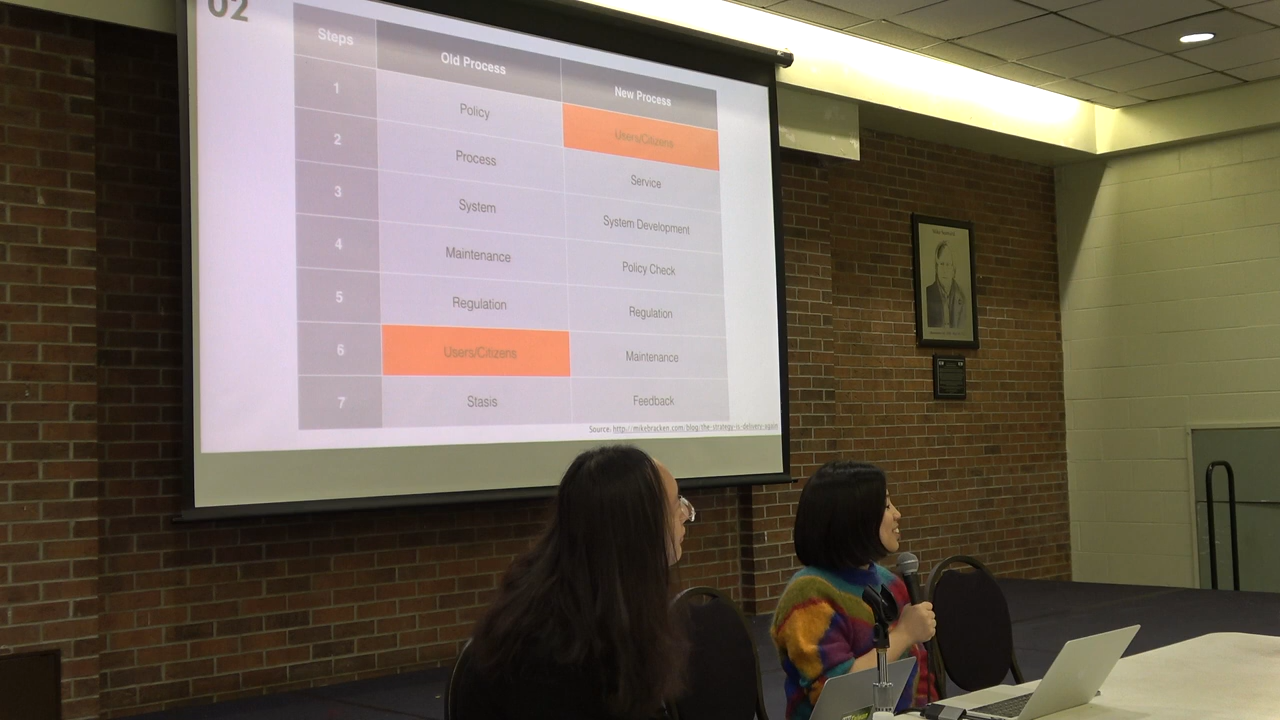 02
Steps Old Process New Process
1 Policy Users/Citizens
2 Process Service
3 System System Development
4 Maintenance Policy Check
5 Regulation Regulation
6 Users/Citizens Maintenance
7 Stasis Feedback
Source: http://mikebracken.com/blog/the-strategy-is-delivery-again